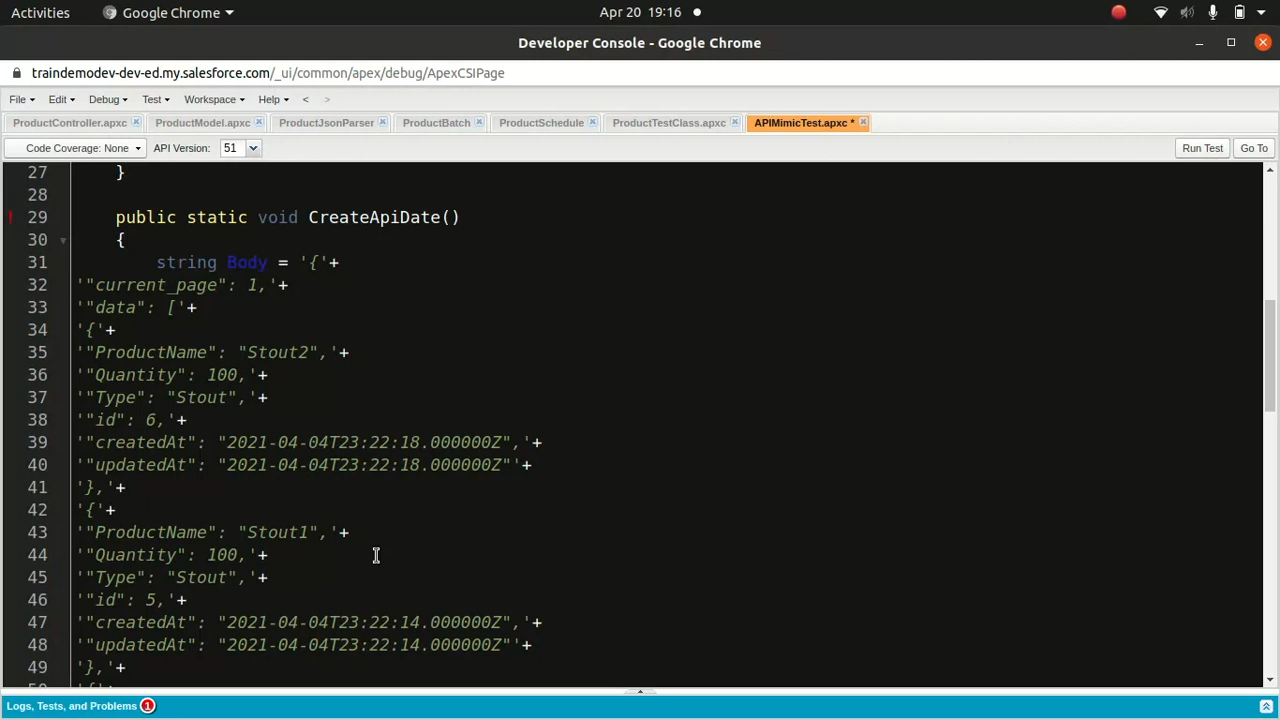 Activities Google Chrome Apr 20 19:16
Developer Console - Google Chrome
traindemodev-dev-ed.my.salesforce.com/_ui/common/apex/debug/ApexCSIPage
File Edit Debug Test Workspace Help < >
ProductController.apxc ProductModel.apxc ProductJsonParser ProductBatch ProductSchedule ProductTestClass.apxc APIMimicTest.apxc *
Code Coverage: None API Version: 51 Run Test Go To
27 }
28
29 public static void CreateApiDate()
30 {
31 string Body = '{'+
32 '"current_page": 1,'+
33 '"data": ['+
34 '{'+
35 '"ProductName": "Stout2",'+
36 '"Quantity": 100,'+
37 '"Type": "Stout",'+
38 '"id": 6,'+
39 '"createdAt": "2021-04-04T23:22:18.000000Z",'+
40 '"updatedAt": "2021-04-04T23:22:18.000000Z"'+
41 '},'+
42 '{'+
43 '"ProductName": "Stout1",'+
44 '"Quantity": 100,'+
45 '"Type": "Stout",'+
46 '"id": 5,'+
47 '"createdAt": "2021-04-04T23:22:14.000000Z",'+
48 '"updatedAt": "2021-04-04T23:22:14.000000Z"'+
49 '},'+
Logs, Tests, and Problems 1